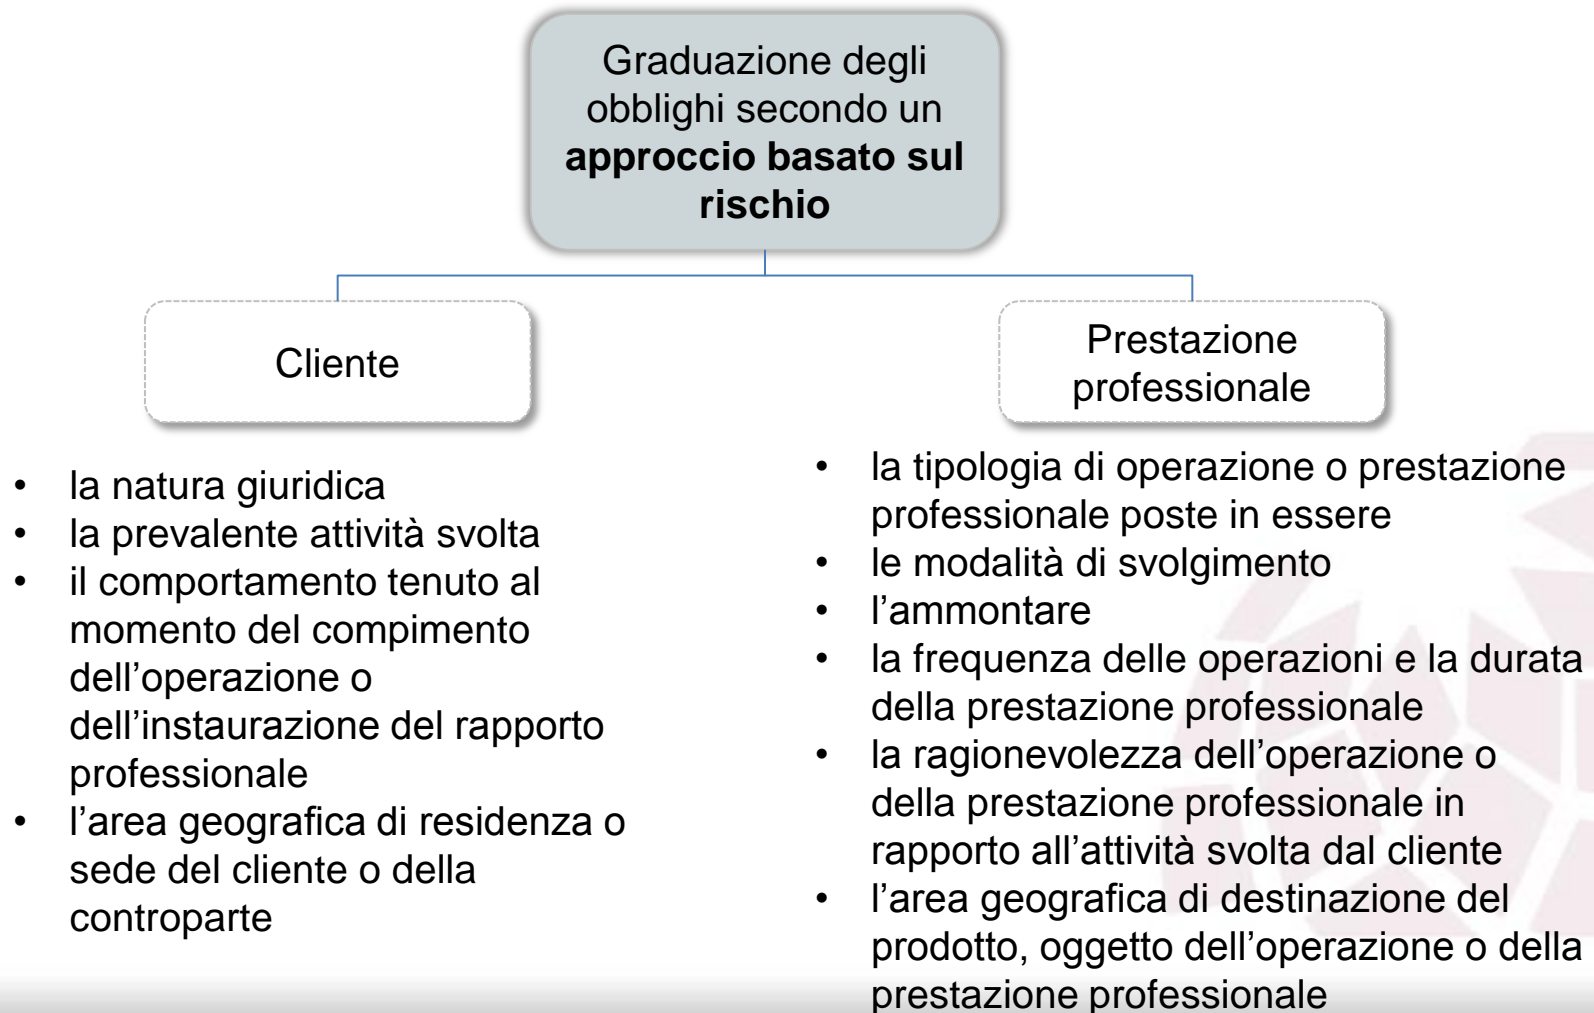 Graduazione degli
obblighi secondo un
approccio basato sul
rischio
Cliente
• la natura giuridica
• la prevalente attività svolta
• il comportamento tenuto al
momento del compimento
dell’operazione o
dell’instaurazione del rapporto
professionale
• l’area geografica di residenza o
sede del cliente o della
controparte
Prestazione
professionale
• la tipologia di operazione o prestazione
professionale poste in essere
• le modalità di svolgimento
• l’ammontare
• la frequenza delle operazioni e la durata
della prestazione professionale
• la ragionevolezza dell’operazione o
della prestazione professionale in
rapporto all’attività svolta dal cliente
• l’area geografica di destinazione del
prodotto, oggetto dell’operazione o della
prestazione professionale